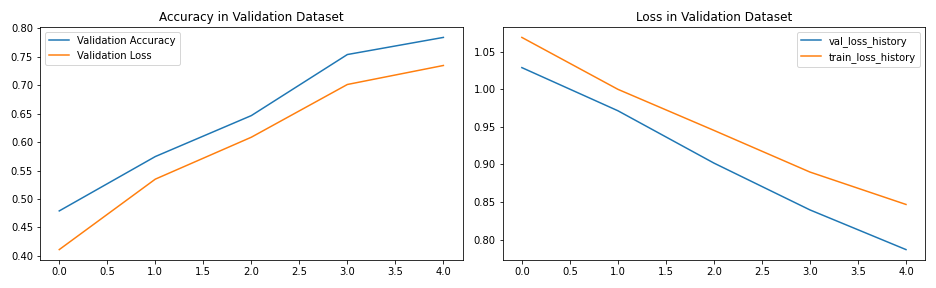 Accuracy in Validation Dataset
Validation Accuracy
Validation Loss
0.80
0.75
0.70
0.65
0.60
0.55
0.50
0.45
0.40
0.0 0.5 1.0 1.5 2.0 2.5 3.0 3.5 4.0
Loss in Validation Dataset
val_loss_history
train_loss_history
1.05
1.00
0.95
0.90
0.85
0.80
0.0 0.5 1.0 1.5 2.0 2.5 3.0 3.5 4.0